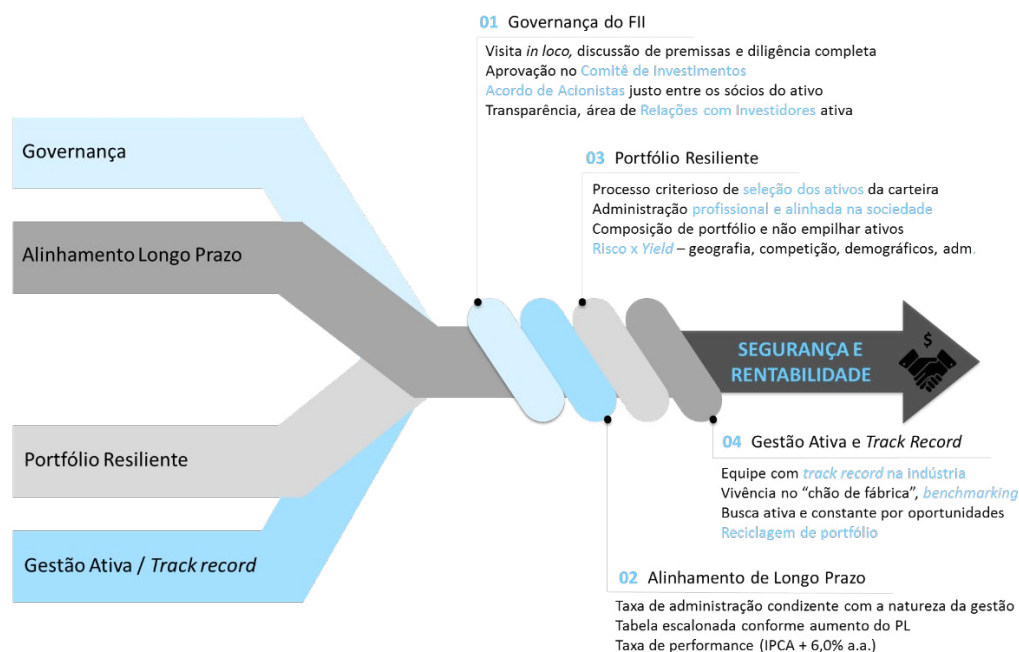 01 Governança do FII
Visita in loco, discussão de premissas e diligência completa
Aprovação no Comitê de Investimentos
Acordo de Acionistas justo entre os sócios do ativo
Transparência, área de Relações com Investidores ativa
Governança
Alinhamento Longo Prazo
Portfólio Resiliente
Gestão Ativa / Track record
03 Portfólio Resiliente
Processo criterioso de seleção dos ativos da carteira
Administração profissional e alinhada na sociedade
Composição de portfólio e não empilhar ativos
Risco x Yield – geografia, competição, demográficos, adm.
SEGURANÇA E
RENTABILIDADE
$
04 Gestão Ativa e Track Record
Equipe com track record na indústria
Vivência no “chão de fábrica”, benchmarking
Busca ativa e constante por oportunidades
Reciclagem de portfólio
02 Alinhamento de Longo Prazo
Taxa de administração condizente com a natureza da gestão
Tabela escalonada conforme aumento do PL
Taxa de performance (IPCA + 6,0% a.a.)